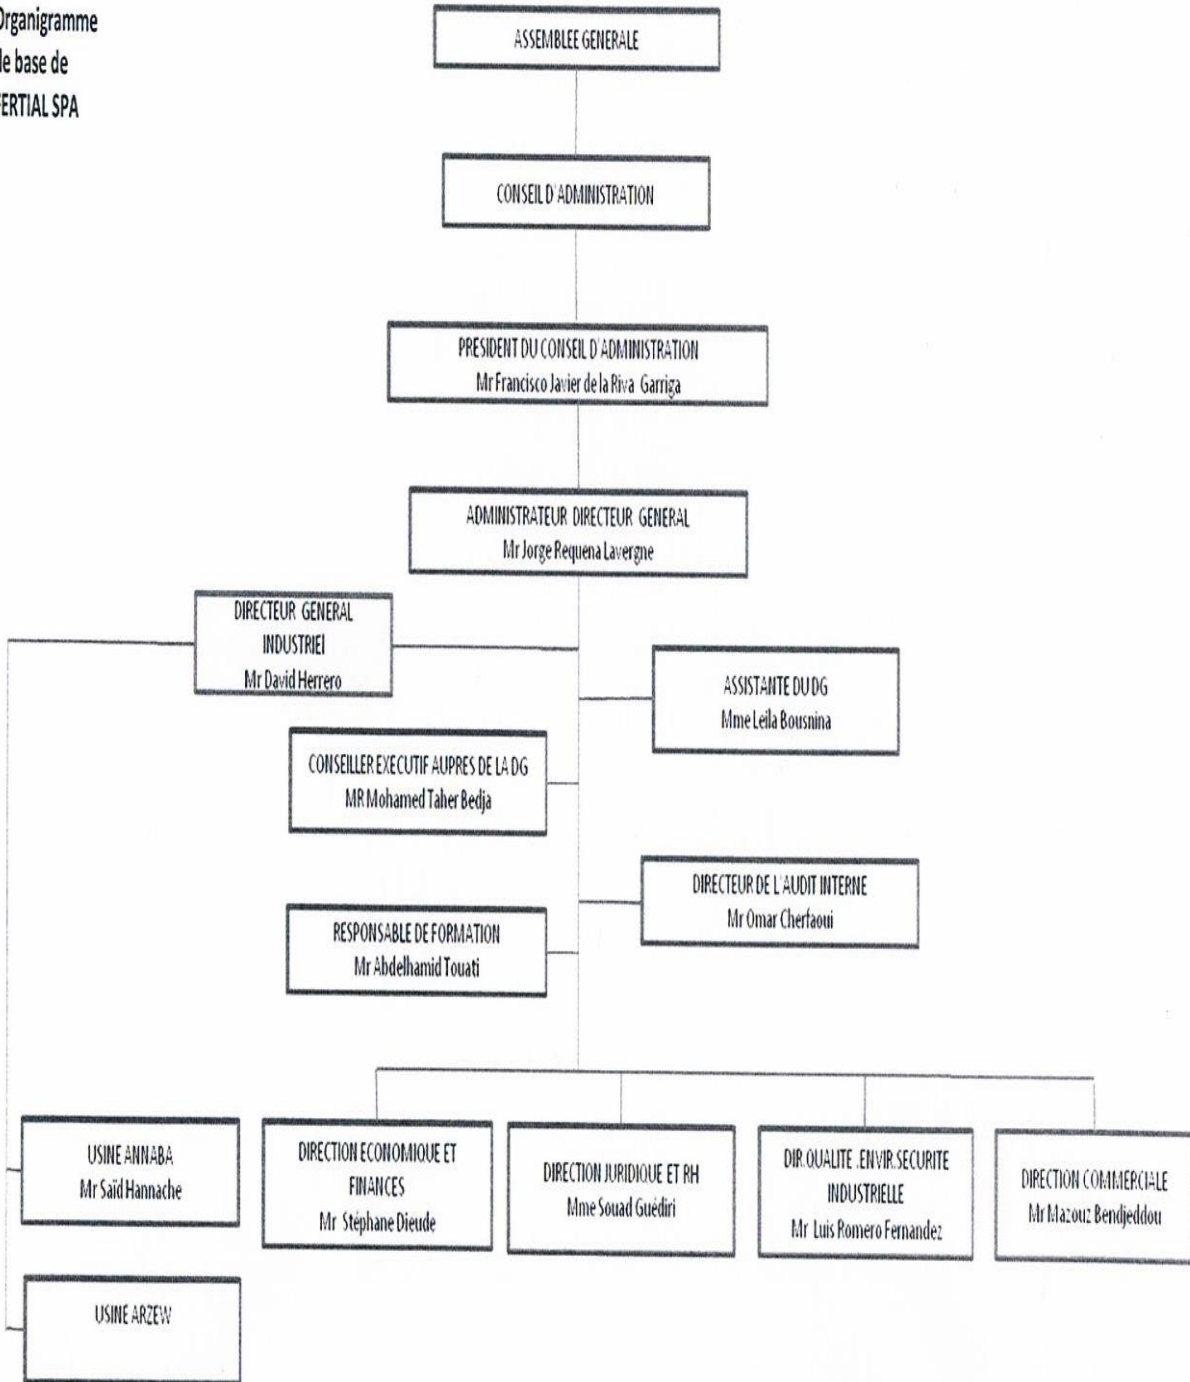 Organigramme
de base de
FERTIAL SPA
ASSEMBLEE GENERALE
CONSEIL D'ADMINISTRATION
PRESIDENT DU CONSEIL D'ADMINISTRATION
Mr Francisco Javier de la Riva Garriga
ADMINISTRATEUR DIRECTEUR GENERAL
Mr Jorge Requena Lavergne
DIRECTEUR GENERAL
INDUSTRIEl
Mr David Herrero
ASSISTANTE DU DG
Mme Leila Bousnina
CONSEILLER EXECUTIF AUPRES DE LA DG
MR Mohamed Taher Bedja
DIRECTEUR DE L'AUDIT INTERNE
Mr Omar Cherfaoui
RESPONSABLE DE FORMATION
Mr Abdelhamid Touati
USINE ANNABA
Mr Saïd Hannache
DIRECTION ECONOMIQUE ET
FINANCES
Mr Stéphane Dieude
DIRECTION JURIDIQUE ET RH
Mme Souad Guédiri
DIR.QUALITE .ENVIR.SECURITE
INDUSTRIELLE
Mr Luis Romero Fernandez
DIRECTION COMMERCIALE
Mr Mazouz Bendjeddou
USINE ARZEW